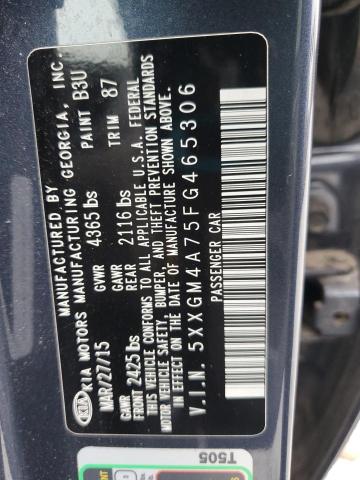 MANUFACTURED BY
KIA KIA MOTORS MANUFACTURING GEORGIA, INC.
MAR/27/15 GVWR 4365 lbs PAINT B3U
GAWR FRONT 2425 lbs GAWR REAR 2116 lbs TRIM 87
THIS VEHICLE CONFORMS TO ALL APPLICABLE U.S.A. FEDERAL
MOTOR VEHICLE SAFETY, BUMPER, AND THEFT PREVENTION STANDARDS
IN EFFECT ON THE DATE OF MANUFACTURE SHOWN ABOVE.
V.I.N. 5XXGM4A75FG465306
PASSENGER CAR
T505